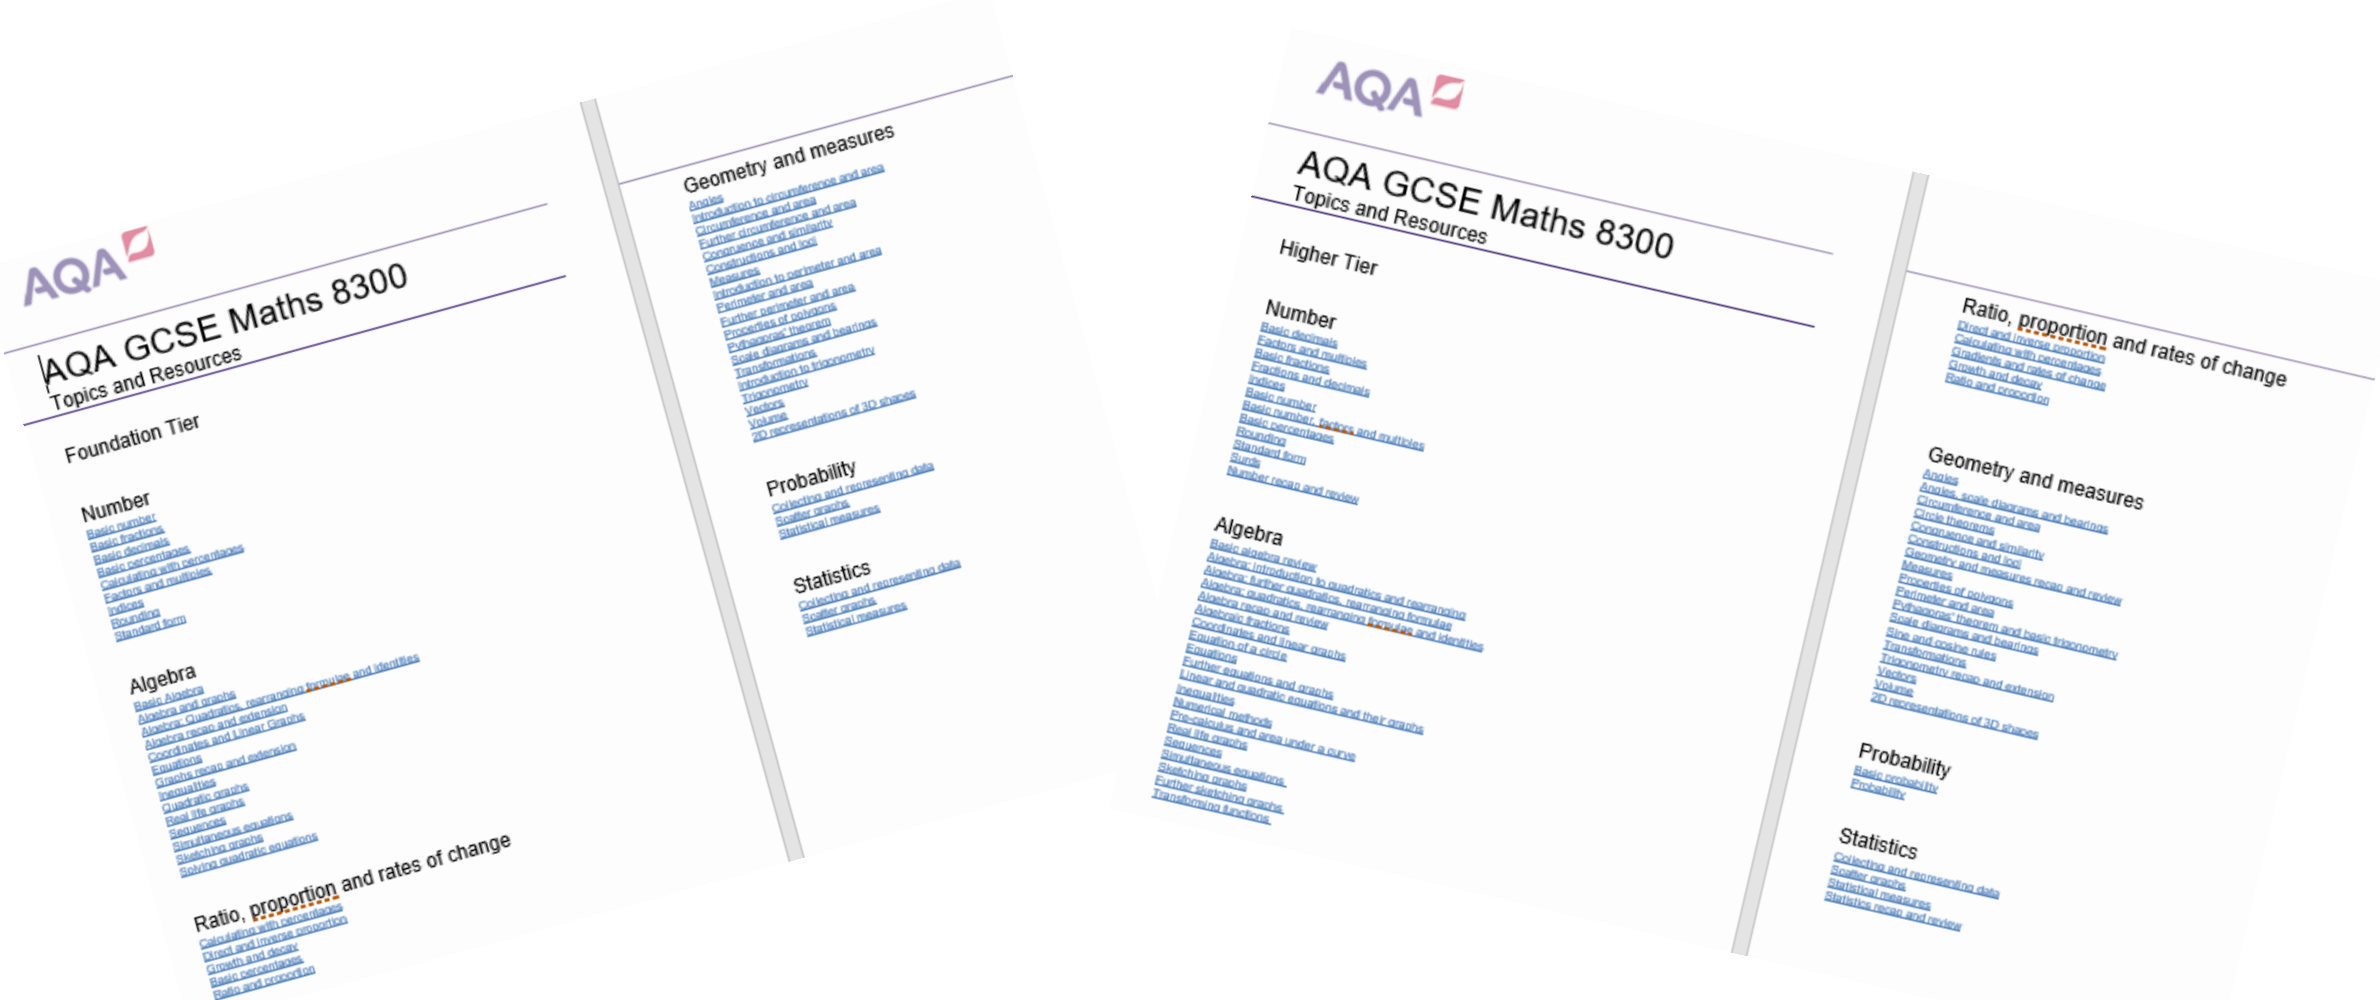 AQA
AQA GCSE Maths 8300
Topics and Resources
Foundation Tier
Number
Basic number
Basic fractions
Basic decimals
Basic percentages
Calculating with percentages
Factors and multiples
Indices
Rounding
Standard form
Algebra
Basic Algebra
Algebra and graphs
Algebra: Quadratics, rearranging formulae and identities
Algebra recap and extension
Coordinates and Linear Graphs
Equations
Graphs recap and extension
Inequalities
Quadratic graphs
Real life graphs
Sequences
Simultaneous equations
Sketching graphs
Solving quadratic equations
Ratio, proportion and rates of change
Calculating with percentages
Direct and inverse proportion
Growth and decay
Basic percentages
Ratio and proportion
Geometry and measures
Angles
Introduction to circumference and area
Circumference and area
Further circumference and area
Congruence and similarity
Constructions and loci
Measures
Introduction to perimeter and area
Perimeter and area
Further perimeter and area
Properties of polygons
Pythagoras' theorem
Scale diagrams and bearings
Transformations
Introduction to trigonometry
Trigonometry
Vectors
Volume
2D representations of 3D shapes
Probability
Collecting and representing data
Scatter graphs
Statistical measures
Statistics
Collecting and representing data
Scatter graphs
Statistical measures
AQA
AQA GCSE Maths 8300
Topics and Resources
Higher Tier
Number
Basic decimals
Factors and multiples
Basic fractions
Fractions and decimals
Indices
Basic number
Basic number, factors and multiples
Basic percentages
Rounding
Standard form
Surds
Number recap and review
Algebra
Basic algebra review
Algebra: introduction to quadratics and rearranging
Algebra: further quadratics, rearranging formulae
Algebra: quadratics, rearranging formulae and identities
Algebra recap and review
Algebraic fractions
Coordinates and linear graphs
Equation of a circle
Equations
Further equations and graphs
Linear and quadratic equations and their graphs
Inequalities
Numerical methods
Pre-calculus and area under a curve
Real life graphs
Sequences
Simultaneous equations
Sketching graphs
Further sketching graphs
Transforming functions
Ratio, proportion and rates of change
Direct and inverse proportion
Calculating with percentages
Gradients and rates of change
Growth and decay
Ratio and proportion
Geometry and measures
Angles
Angles, scale diagrams and bearings
Circumference and area
Circle theorems
Congruence and similarity
Constructions and loci
Geometry and measures recap and review
Measures
Properties of polygons
Perimeter and area
Pythagoras' theorem and basic trigonometry
Scale diagrams and bearings
Sine and cosine rules
Transformations
Trigonometry recap and extension
Vectors
Volume
2D representations of 3D shapes
Probability
Basic probability
Probability
Statistics
Collecting and representing data
Scatter graphs
Statistical measures
Statistics recap and review